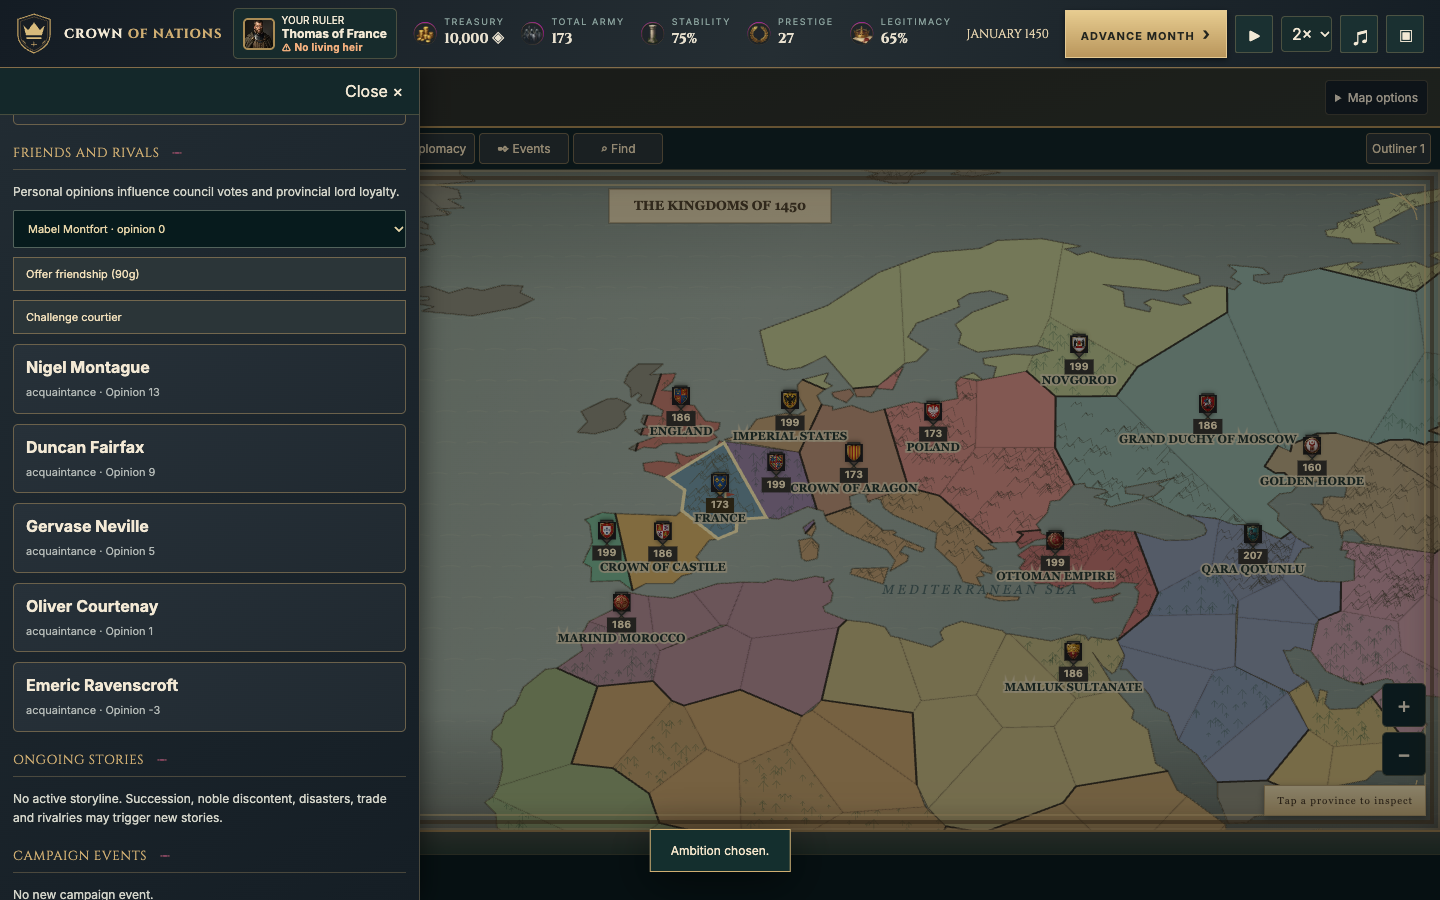 CROWN OF NATIONS
YOUR RULER
Thomas of France
⚠ No living heir
TREASURY
10,000
TOTAL ARMY
173
STABILITY
75%
PRESTIGE
27
LEGITIMACY
65%
JANUARY 1450
ADVANCE MONTH ›
2×
Close ×
▸ Map options
plomacy
Events
Find
Outliner 1
FRIENDS AND RIVALS
Personal opinions influence council votes and provincial lord loyalty.
Mabel Montfort · opinion 0
Offer friendship (90g)
Challenge courtier
Nigel Montague
acquaintance · Opinion 13
Duncan Fairfax
acquaintance · Opinion 9
Gervase Neville
acquaintance · Opinion 5
Oliver Courtenay
acquaintance · Opinion 1
Emeric Ravenscroft
acquaintance · Opinion -3
ONGOING STORIES
No active storyline. Succession, noble discontent, disasters, trade
and rivalries may trigger new stories.
CAMPAIGN EVENTS
No new campaign event.
THE KINGDOMS OF 1450
199
NOVGOROD
186
ENGLAND
199
IMPERIAL STATES
173
POLAND
186
GRAND DUCHY OF MOSCOW
160
GOLDEN HORDE
199
173
CROWN OF ARAGON
173
FRANCE
199
186
CROWN OF CASTILE
199
OTTOMAN EMPIRE
207
QARA QOYUNLU
MEDITERRANEAN SEA
186
MARINID MOROCCO
186
MAMLUK SULTANATE
+
−
Tap a province to inspect
Ambition chosen.